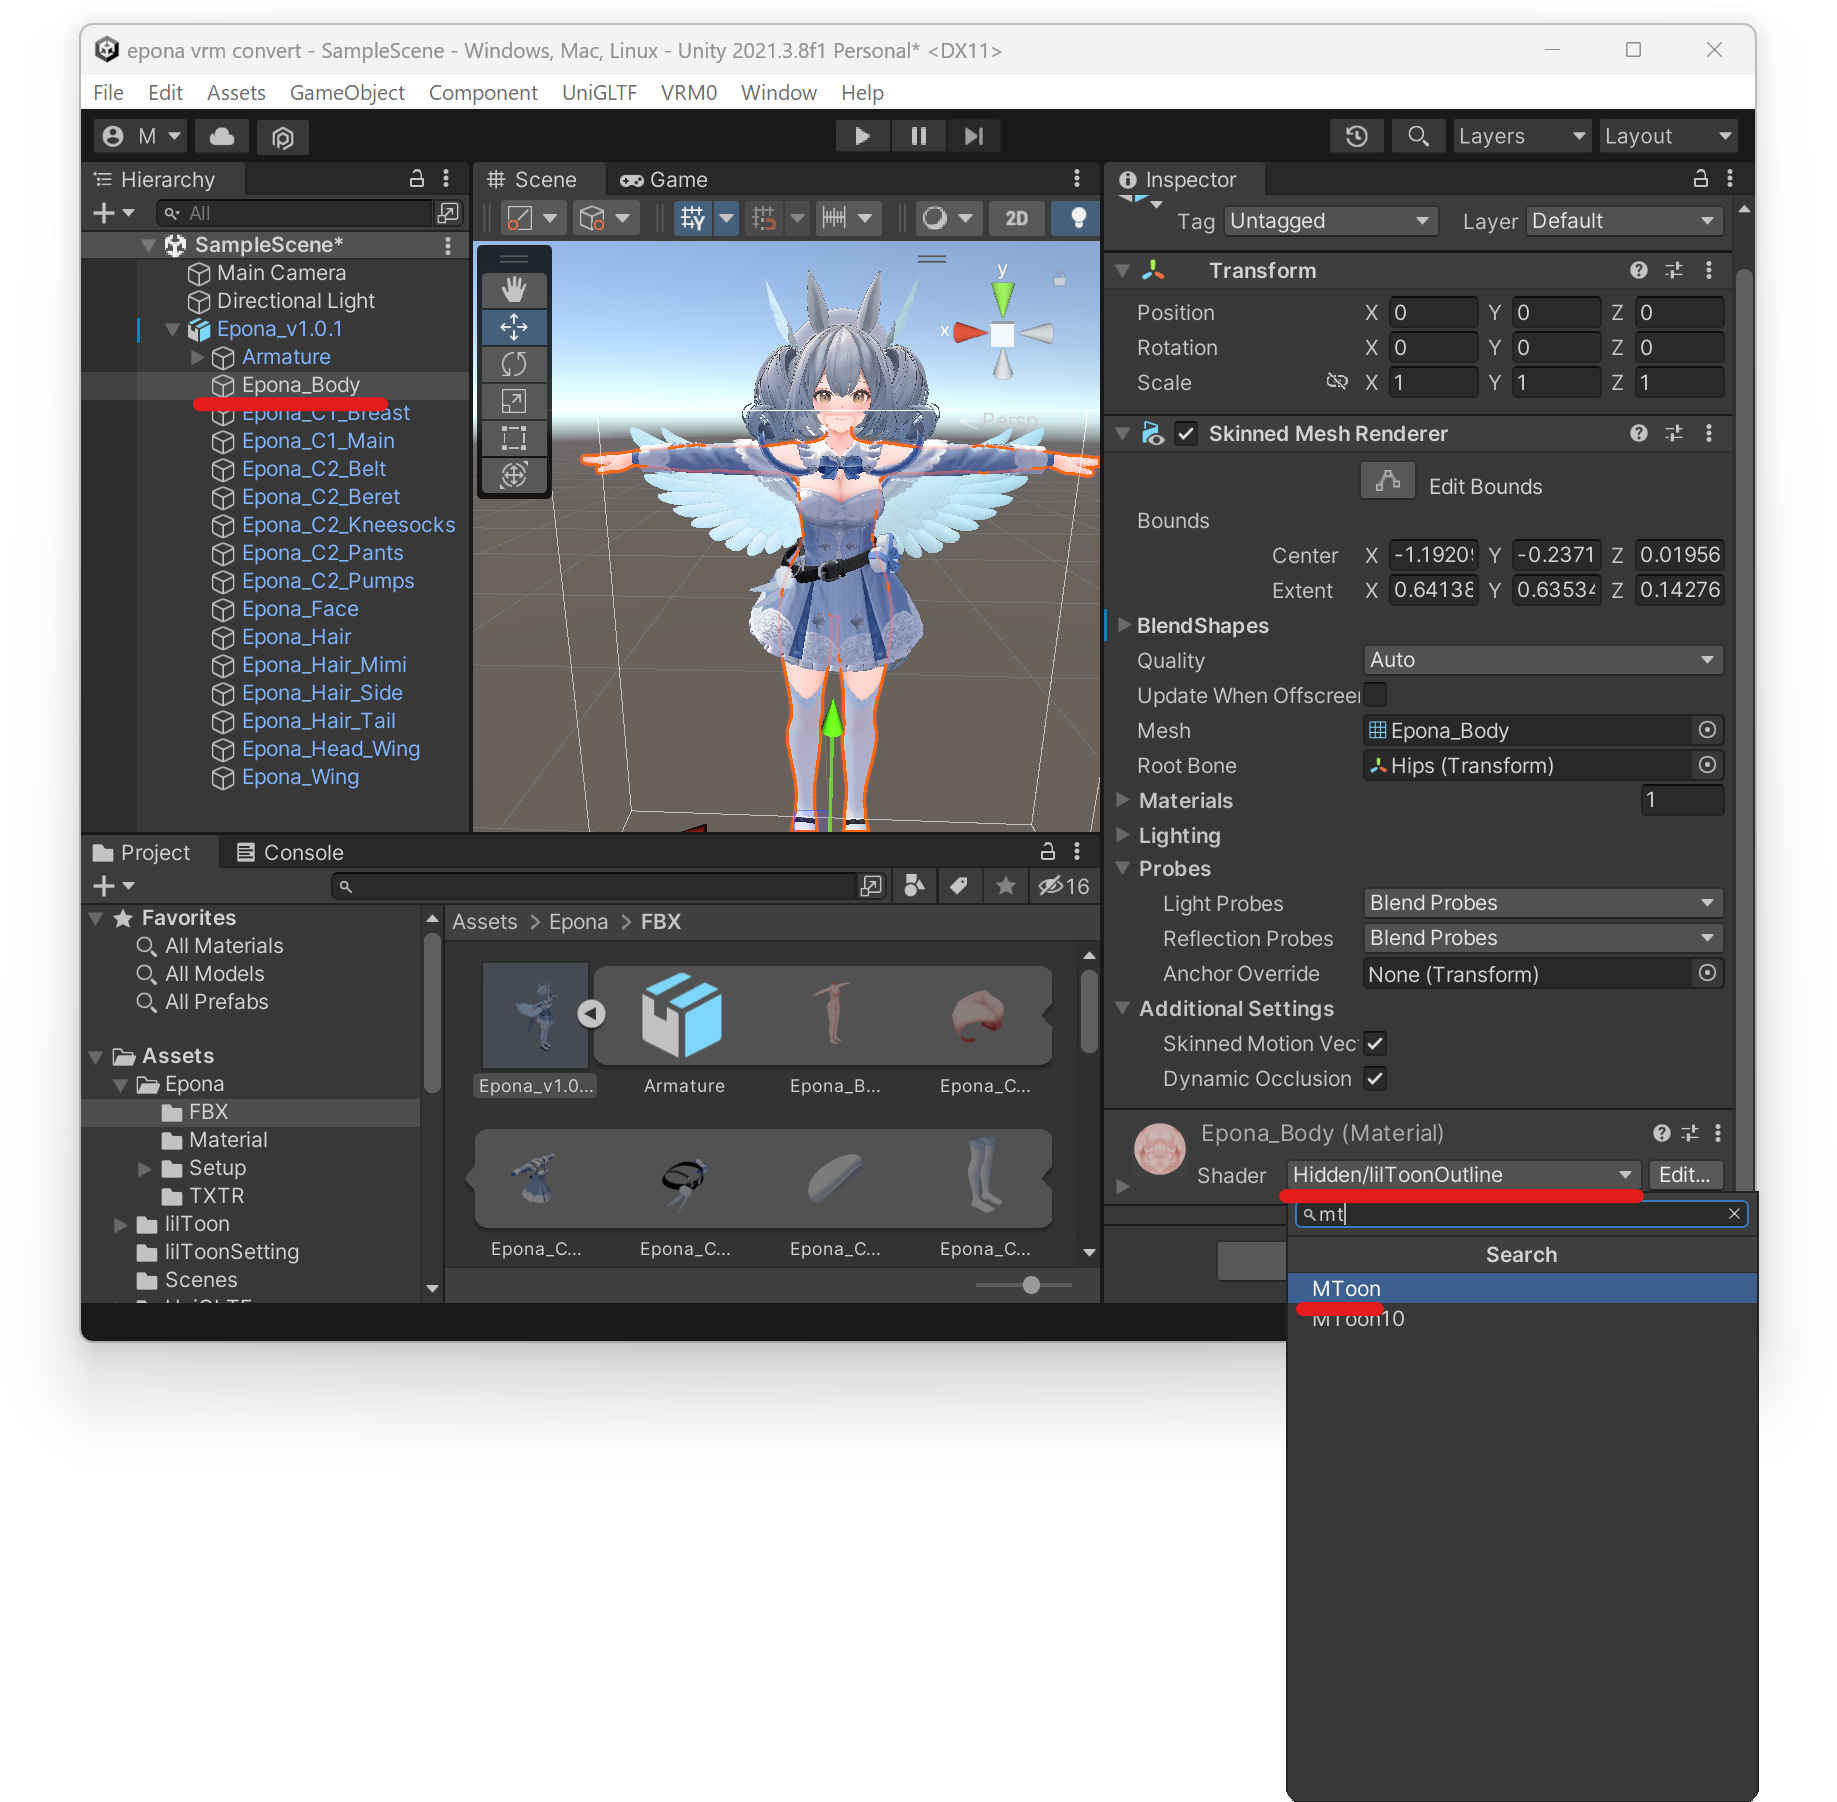 epona vrm convert - SampleScene - Windows, Mac, Linux - Unity 2021.3.8f1 Personal* <DX11>
File Edit Assets GameObject Component UniGLTF VRM0 Window Help
M
Layers
Layout
Hierarchy
All
SampleScene*
Main Camera
Directional Light
Epona_v1.0.1
Armature
Epona_Body
Epona_C1_Breast
Epona_C1_Main
Epona_C2_Belt
Epona_C2_Beret
Epona_C2_Kneesocks
Epona_C2_Pants
Epona_C2_Pumps
Epona_Face
Epona_Hair
Epona_Hair_Mimi
Epona_Hair_Side
Epona_Hair_Tail
Epona_Head_Wing
Epona_Wing
Scene
Game
2D
y
x
< Persp
Inspector
Tag Untagged Layer Default
Transform
Position X 0 Y 0 Z 0
Rotation X 0 Y 0 Z 0
Scale X 1 Y 1 Z 1
Skinned Mesh Renderer
Edit Bounds
Bounds
Center X -1.1920 Y -0.2371 Z 0.01956
Extent X 0.64138 Y 0.63534 Z 0.14276
BlendShapes
Quality Auto
Update When Offscreen
Mesh Epona_Body
Root Bone Hips (Transform)
Materials 1
Lighting
Probes
Light Probes Blend Probes
Reflection Probes Blend Probes
Anchor Override None (Transform)
Additional Settings
Skinned Motion Vec
Dynamic Occlusion
Epona_Body (Material)
Shader Hidden/lilToonOutline Edit...
mt
Search
MToon
MToon10
Project
Console
16
Favorites
All Materials
All Models
All Prefabs
Assets
Epona
FBX
Material
Setup
TXTR
lilToon
lilToonSetting
Scenes
UniGLTF
Assets > Epona > FBX
Epona_v1.0... Armature Epona_B... Epona_C...
Epona_C... Epona_C... Epona_C... Epona_C...